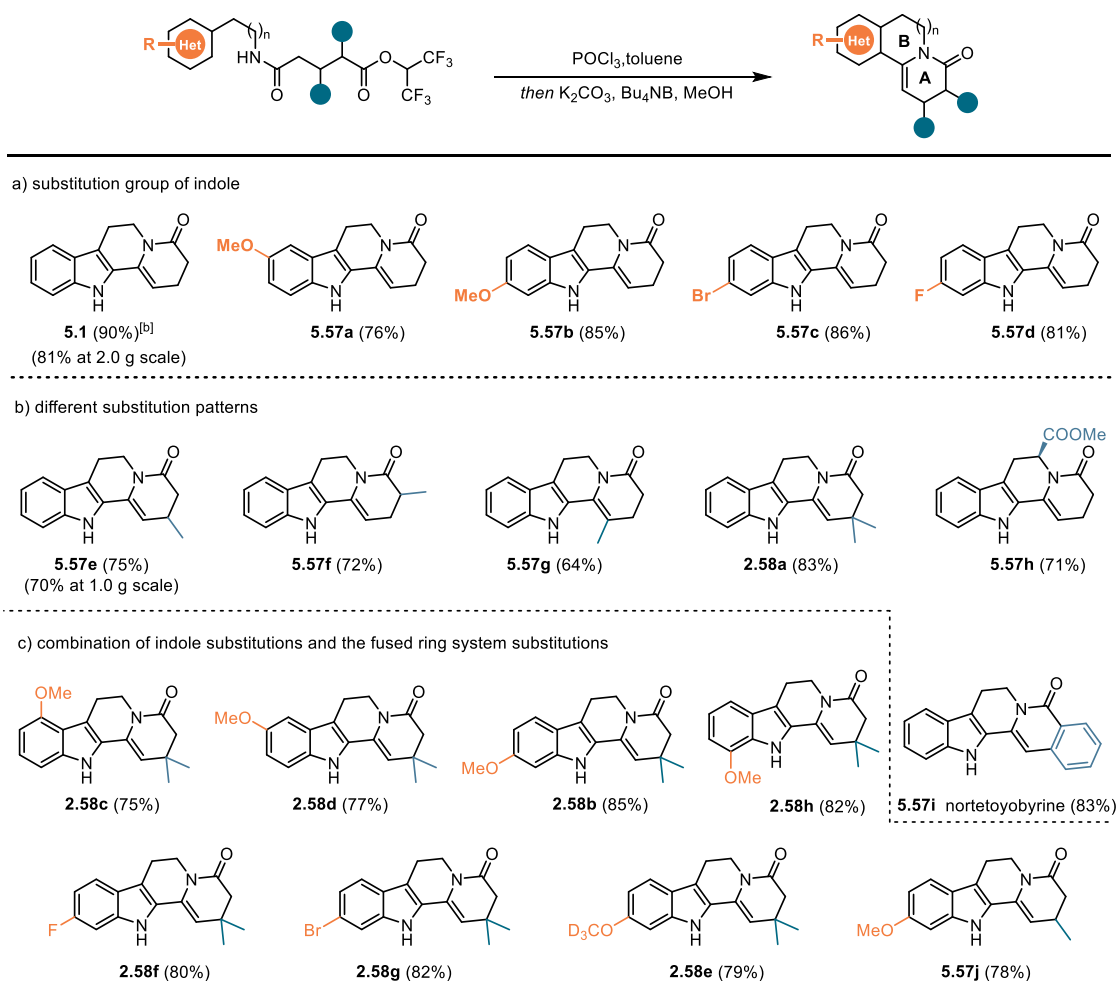 R
Het
n
NH
O
O
O
CF3
CF3
POCl3,toluene
then K2CO3, Bu4NB, MeOH
R
Het
B
n
N
O
A
a) substitution group of indole
O
N
N
H
5.1 (90%)[b]
(81% at 2.0 g scale)
MeO
O
N
N
H
5.57a (76%)
MeO
O
N
N
H
5.57b (85%)
Br
O
N
N
H
5.57c (86%)
F
O
N
N
H
5.57d (81%)
b) different substitution patterns
O
N
N
H
5.57e (75%)
(70% at 1.0 g scale)
O
N
N
H
5.57f (72%)
O
N
N
H
5.57g (64%)
O
N
N
H
2.58a (83%)
COOMe
O
N
N
H
5.57h (71%)
c) combination of indole substitutions and the fused ring system substitutions
OMe
O
N
N
H
2.58c (75%)
MeO
O
N
N
H
2.58d (77%)
MeO
O
N
N
H
2.58b (85%)
O
N
N
H
OMe
2.58h (82%)
O
N
N
H
5.57i nortetoyobyrine (83%)
F
O
N
N
H
2.58f (80%)
Br
O
N
N
H
2.58g (82%)
D3CO
O
N
N
H
2.58e (79%)
MeO
O
N
N
H
5.57j (78%)